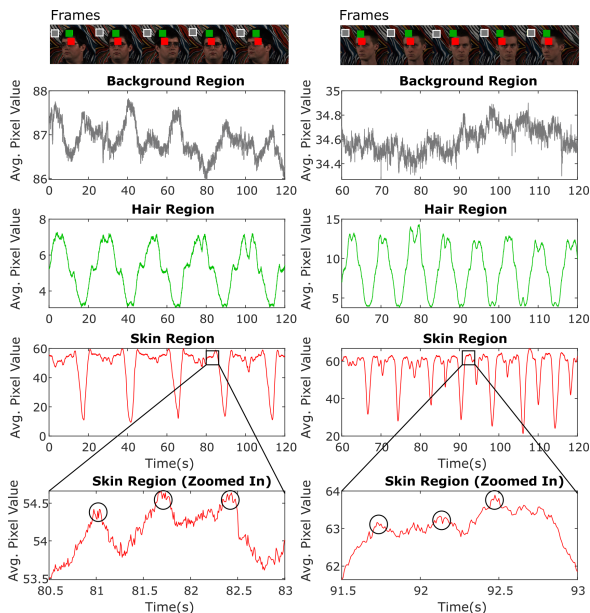 Frames
Frames
Background Region
Background Region
Avg. Pixel Value
88
87
86
0 20 40 60 80 100 120
Avg. Pixel Value
35
34.8
34.6
34.4
60 70 80 90 100 110 120
Hair Region
Hair Region
Avg. Pixel Value
8
6
4
0 20 40 60 80 100 120
Avg. Pixel Value
15
10
5
60 70 80 90 100 110 120
Skin Region
Skin Region
Avg. Pixel Value
60
40
20
0
0 20 40 60 80 100 120
Time(s)
Avg. Pixel Value
60
40
20
60 70 80 90 100 110 120
Time(s)
Skin Region (Zoomed In)
Skin Region (Zoomed In)
Avg. Pixel Value
54.5
54
53.5
80.5 81 81.5 82 82.5 83
Time(s)
Avg. Pixel Value
64
63
62
91.5 92 92.5 93
Time(s)